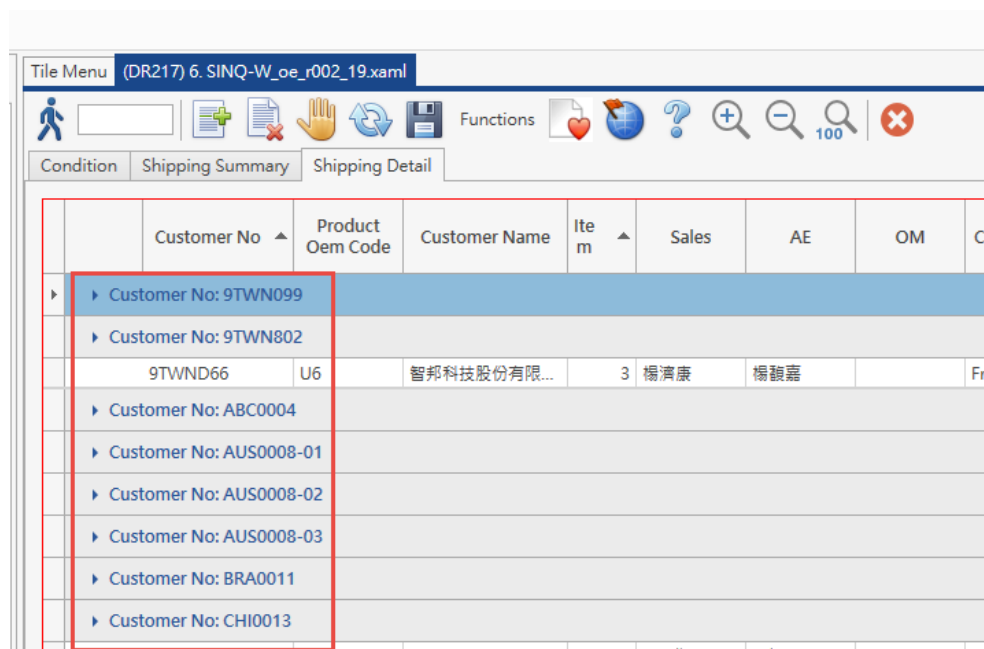 Tile Menu (DR217) 6. SINQ-W_oe_r002_19.xaml
Functions 100
Condition Shipping Summary Shipping Detail
Customer No Product Oem Code Customer Name Item Sales AE OM C
Customer No: 9TWN099
Customer No: 9TWN802
9TWND66 U6 智邦科技股份有限... 3 楊濟康 楊馥嘉 Fr
Customer No: ABC0004
Customer No: AUS0008-01
Customer No: AUS0008-02
Customer No: AUS0008-03
Customer No: BRA0011
Customer No: CHI0013